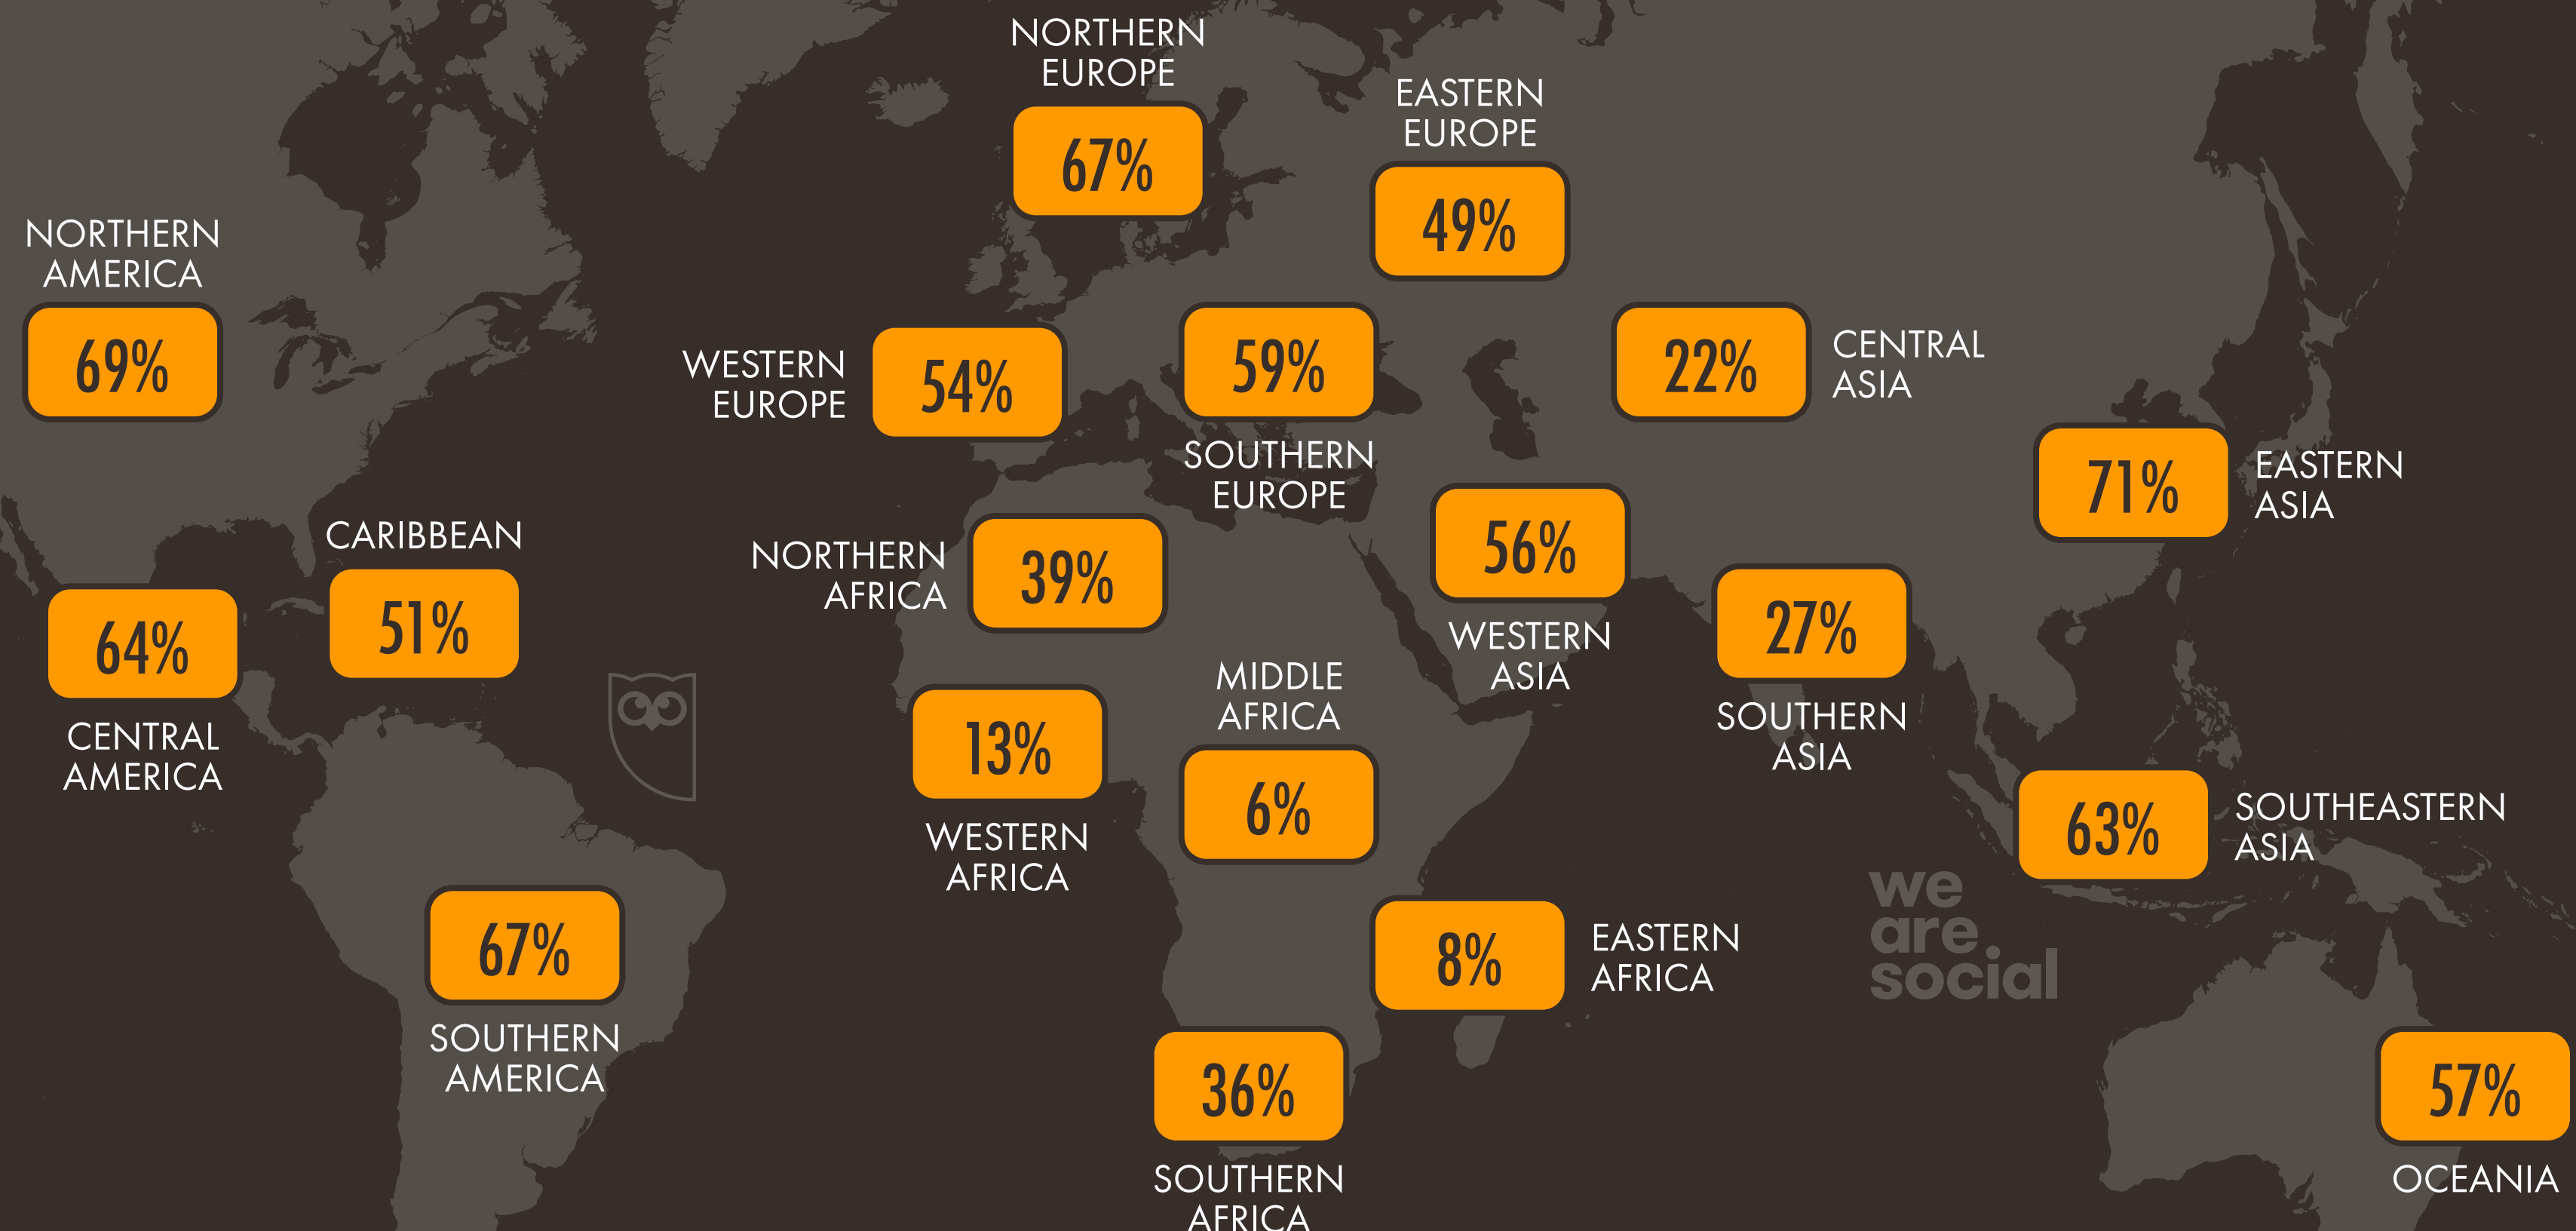 NORTHERN
EUROPE
67%
EASTERN
EUROPE
49%
NORTHERN
AMERICA
69%
WESTERN
EUROPE
54%
59%
SOUTHERN
EUROPE
22%
CENTRAL
ASIA
71%
EASTERN
ASIA
CARIBBEAN
51%
64%
CENTRAL
AMERICA
NORTHERN
AFRICA
39%
56%
WESTERN
ASIA
27%
SOUTHERN
ASIA
13%
WESTERN
AFRICA
MIDDLE
AFRICA
6%
63%
SOUTHEASTERN
ASIA
67%
SOUTHERN
AMERICA
8%
EASTERN
AFRICA
we
are
social
36%
SOUTHERN
AFRICA
57%
OCEANIA